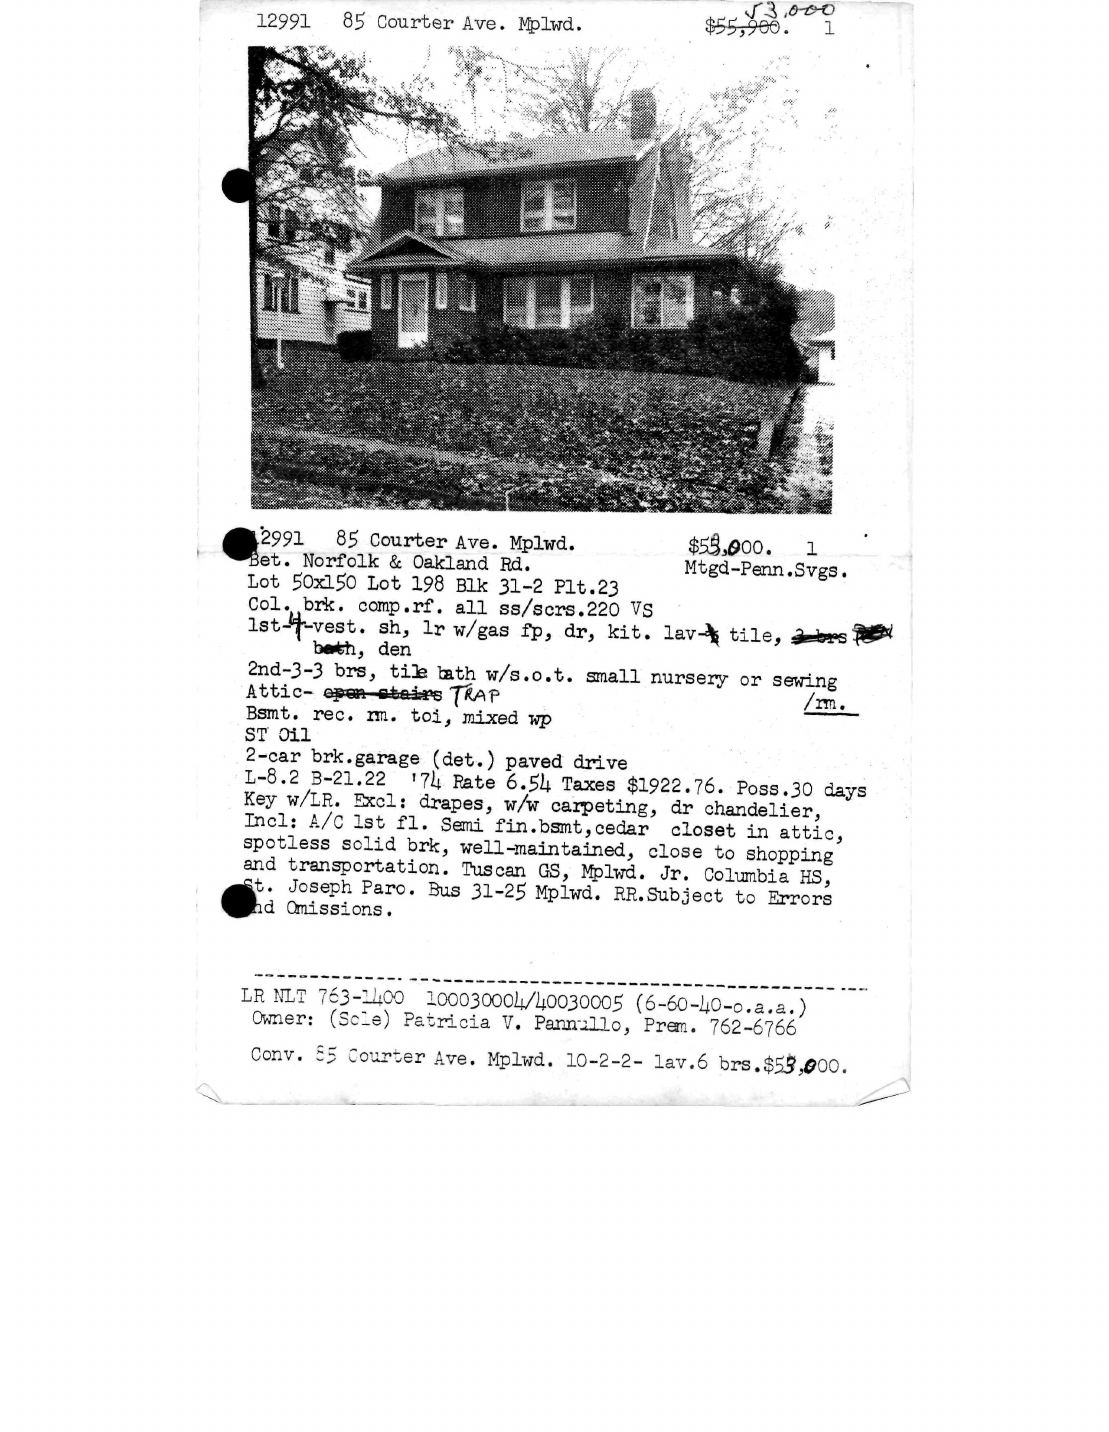 53,000
12991 85 Courter Ave. Mplwd. $55,900. 1
12991 85 Courter Ave. Mplwd. $53,000. 1
Bet. Norfolk & Oakland Rd. Mtgd-Penn.Svgs.
Lot 50x150 Lot 198 Blk 31-2 Plt.23
Col. brk. comp.rf. all ss/scrs.220 VS
1st-4-vest. sh, lr w/gas fp, dr, kit. lav- tile, 3 brs
bath, den
2nd-3-3 brs, tile bath w/s.o.t. small nursery or sewing
Attic- open stairs TRAP /rm.
Bsmt. rec. rm. toi, mixed wp
ST Oil
2-car brk.garage (det.) paved drive
L-8.2 B-21.22 '74 Rate 6.54 Taxes $1922.76. Poss.30 days
Key w/LR. Excl: drapes, w/w carpeting, dr chandelier,
Incl: A/C 1st fl. Semi fin.bsmt,cedar closet in attic,
spotless solid brk, well-maintained, close to shopping
and transportation. Tuscan GS, Mplwd. Jr. Columbia HS,
St. Joseph Paro. Bus 31-25 Mplwd. RR.Subject to Errors
and Omissions.
LR NLT 763-1400 100030004/40030005 (6-60-40-o.a.a.)
Owner: (Sole) Patricia V. Pannullo, Prem. 762-6766
Conv. 85 Courter Ave. Mplwd. 10-2-2- lav.6 brs.$53,000.